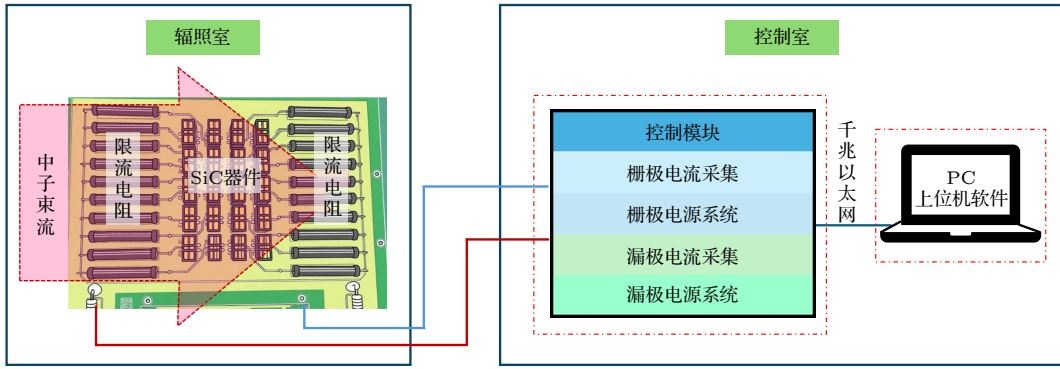 辐照室
控制室
中子束流
限流电阻
SiC器件
限流电阻
控制模块
栅极电流采集
栅极电源系统
漏极电流采集
漏极电源系统
千兆以太网
PC
上位机软件